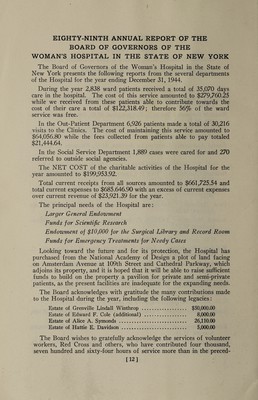 EIGHTY-NINTH ANNUAL REPORT OF THE
BOARD OF GOVERNORS OF THE
WOMAN'S HOSPITAL IN THE STATE OF NEW YORK
The Board of Governors of the Woman's Hospital in the State of
New York presents the following reports from the several departments
of the Hospital for the year ending December 31, 1944.
During the year 2,838 ward patients received a total of 35,070 days
care in the hospital. The cost of this service amounted to $279,760.25
while we received from these patients able to contribute towards the
cost of their care a total of $122,318.49; therefore 56% of the ward
service was free.
In the Out-Patient Department 6,926 patients made a total of 30,216
visits to the Clinics. The cost of maintaining this service amounted to
$64,056.80 while the fees collected from patients able to pay totaled
$21,444.64.
In the Social Service Department 1,889 cases were cared for and 270
referred to outside social agencies.
The NET COST of the charitable activities of the Hospital for the
year amounted to $199,953.92.
Total current receipts from all sources amounted to $661,725.54 and
total current expenses to $685,646.90 with an excess of current expenses
over current revenue of $23,921.39 for the year.
The principal needs of the Hospital are:
Larger General Endowment
Funds for Scientific Research
Endowment of $10,000 for the Surgical Library and Record Room
Funds for Emergency Treatments for Needy Cases
Looking toward the future and for its protection, the Hospital has
purchased from the National Academy of Design a plot of land facing
on Amsterdam Avenue at 109th Street and Cathedral Parkway, which
adjoins its property, and it is hoped that it will be able to raise sufficient
funds to build on the property a pavilion for private and semi-private
patients, as the present facilities are inadequate for the expanding needs.
The Board acknowledges with gratitude the many contributions made
to the Hospital during the year, including the following legacies:
Estate of Grenville Lindall Winthrop .................... $20,000.00
Estate of Edward F. Cole (additional) .................... 8,000.00
Estate of Alice A. Symonds .................... 26,110.00
Estate of Hattie E. Davidson .................... 5,000.00
The Board wishes to gratefully acknowledge the services of volunteer
workers, Red Cross and others, who have contributed four thousand,
seven hundred and sixty-four hours of service more than in the preced-
[ 12 ]